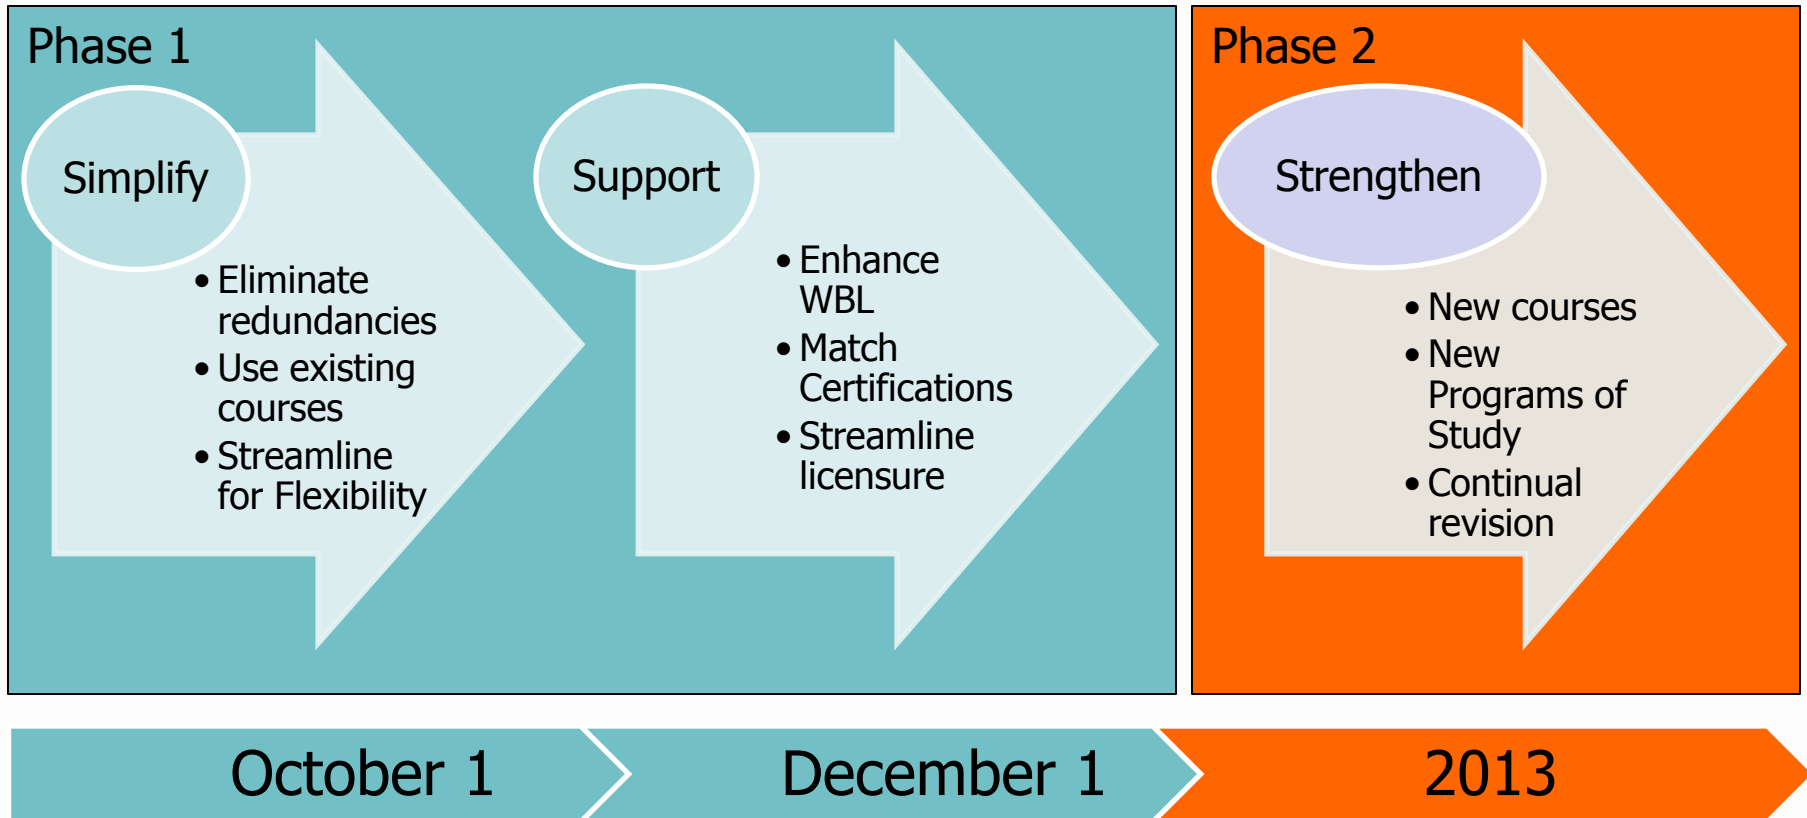 Phase 1
Simplify
• Eliminate
redundancies
• Use existing
courses
• Streamline
for Flexibility
Support
• Enhance
WBL
• Match
Certifications
• Streamline
licensure
Phase 2
Strengthen
• New courses
• New
Programs of
Study
• Continual
revision
October 1
December 1
2013